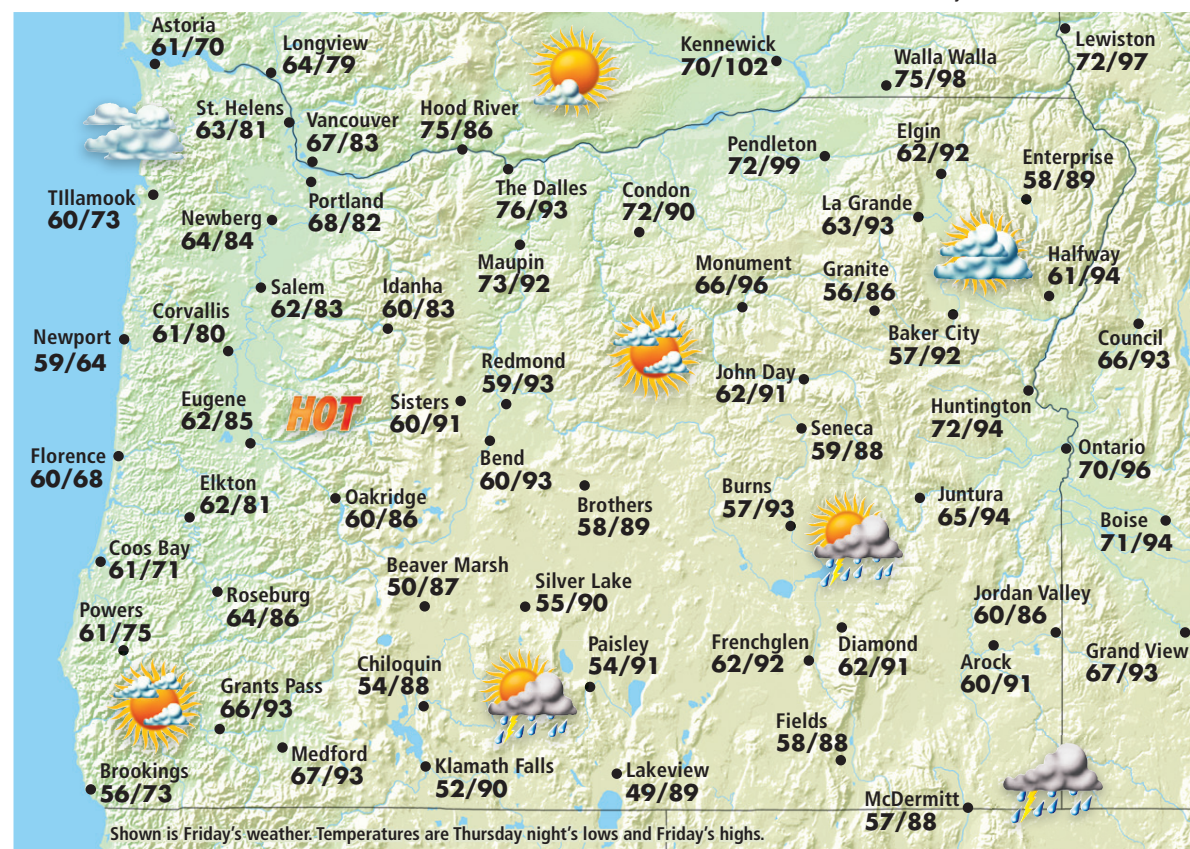 Astoria
61/70
Longview
64/79
Kennewick
70/102
Walla Walla
75/98
Lewiston
72/97
St. Helens
63/81
Vancouver
67/83
Hood River
75/86
Pendleton
72/99
Elgin
62/92
Enterprise
58/89
TIllamook
60/73
Newberg
64/84
Portland
68/82
The Dalles
76/93
Condon
72/90
La Grande
63/93
Maupin
73/92
Monument
66/96
Granite
56/86
Halfway
61/94
Salem
62/83
Idanha
60/83
Corvallis
61/80
Newport
59/64
Baker City
57/92
Council
66/93
Redmond
59/93
John Day
62/91
Eugene
62/85
HOT
Sisters
60/91
Huntington
72/94
Seneca
59/88
Florence
60/68
Bend
60/93
Ontario
70/96
Elkton
62/81
Oakridge
60/86
Brothers
58/89
Burns
57/93
Juntura
65/94
Boise
71/94
Coos Bay
61/71
Beaver Marsh
50/87
Silver Lake
55/90
Roseburg
64/86
Jordan Valley
60/86
Powers
61/75
Paisley
54/91
Frenchglen
62/92
Diamond
62/91
Arock
60/91
Grand View
67/93
Chiloquin
54/88
Grants Pass
66/93
Fields
58/88
Medford
67/93
Klamath Falls
52/90
Lakeview
49/89
Brookings
56/73
McDermitt
57/88
Shown is Friday's weather. Temperatures are Thursday night's lows and Friday's highs.